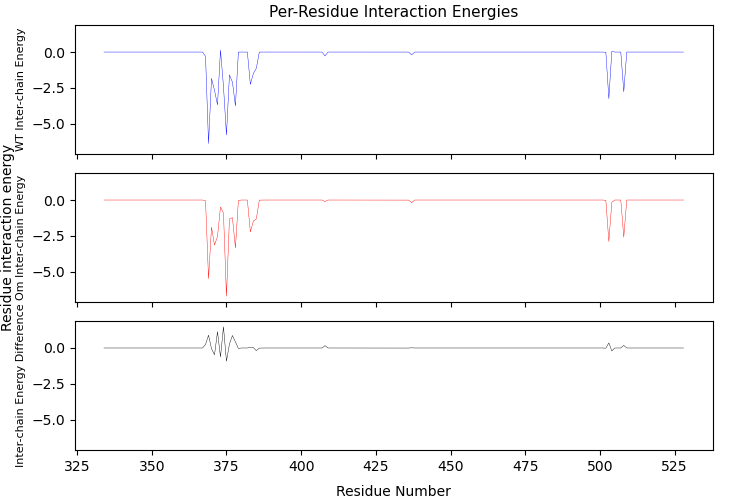 Per-Residue Interaction Energies
Residue interaction energy
WT Inter-chain Energy
0.0
−2.5
−5.0
Om Inter-chain Energy
0.0
−2.5
−5.0
Inter-chain Energy Difference
0.0
−2.5
−5.0
325 350 375 400 425 450 475 500 525
Residue Number